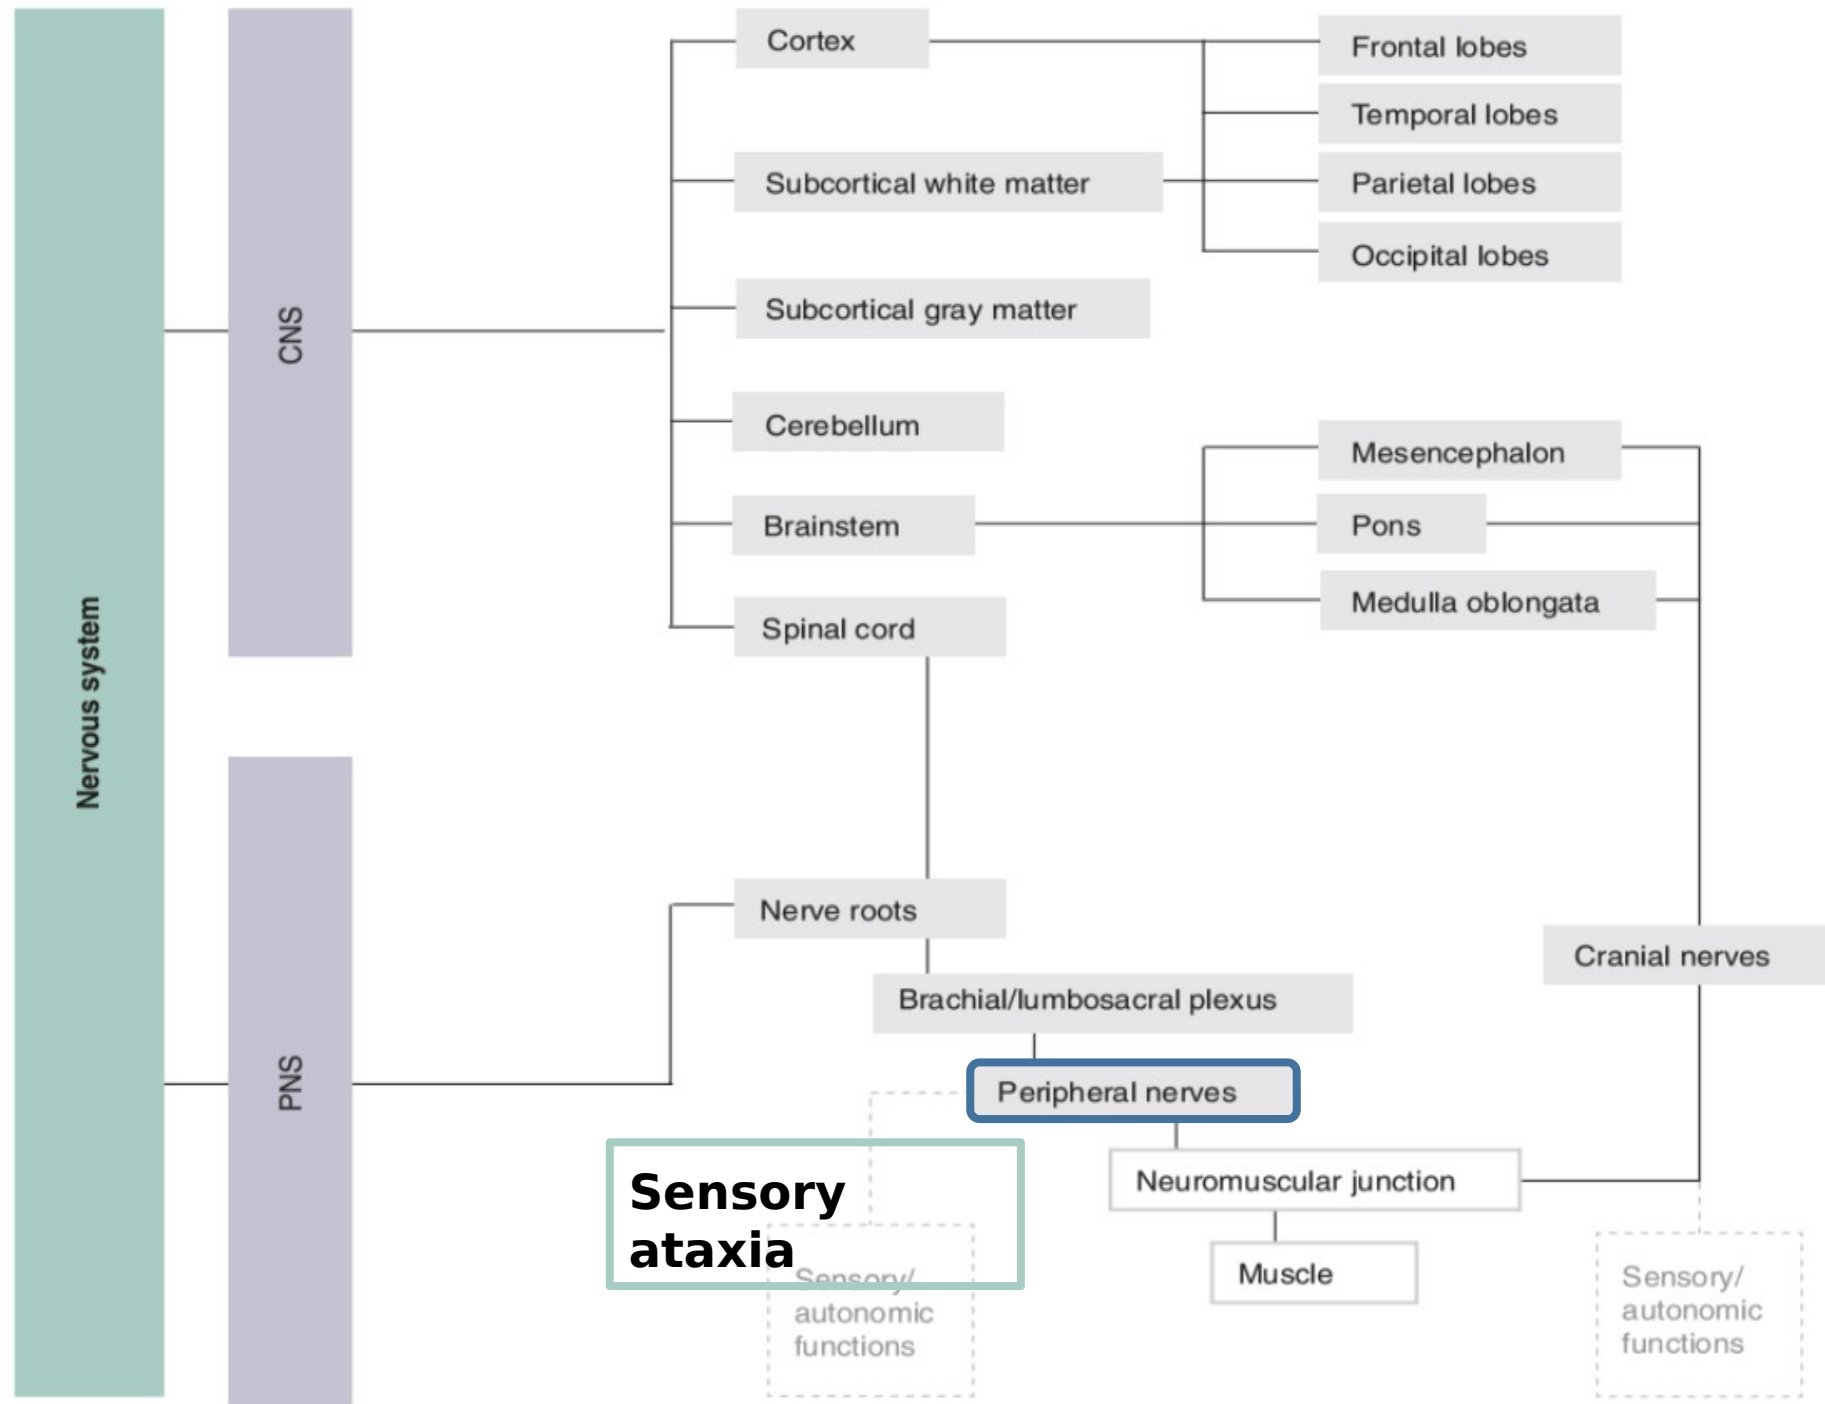 Nervous system
CNS
PNS
Cortex
Subcortical white matter
Subcortical gray matter
Cerebellum
Brainstem
Spinal cord
Frontal lobes
Temporal lobes
Parietal lobes
Occipital lobes
Mesencephalon
Pons
Medulla oblongata
Nerve roots
Brachial/lumbosacral plexus
Peripheral nerves
Neuromuscular junction
Muscle
Cranial nerves
Sensory
ataxia
Sensory/
autonomic
functions
Sensory/
autonomic
functions